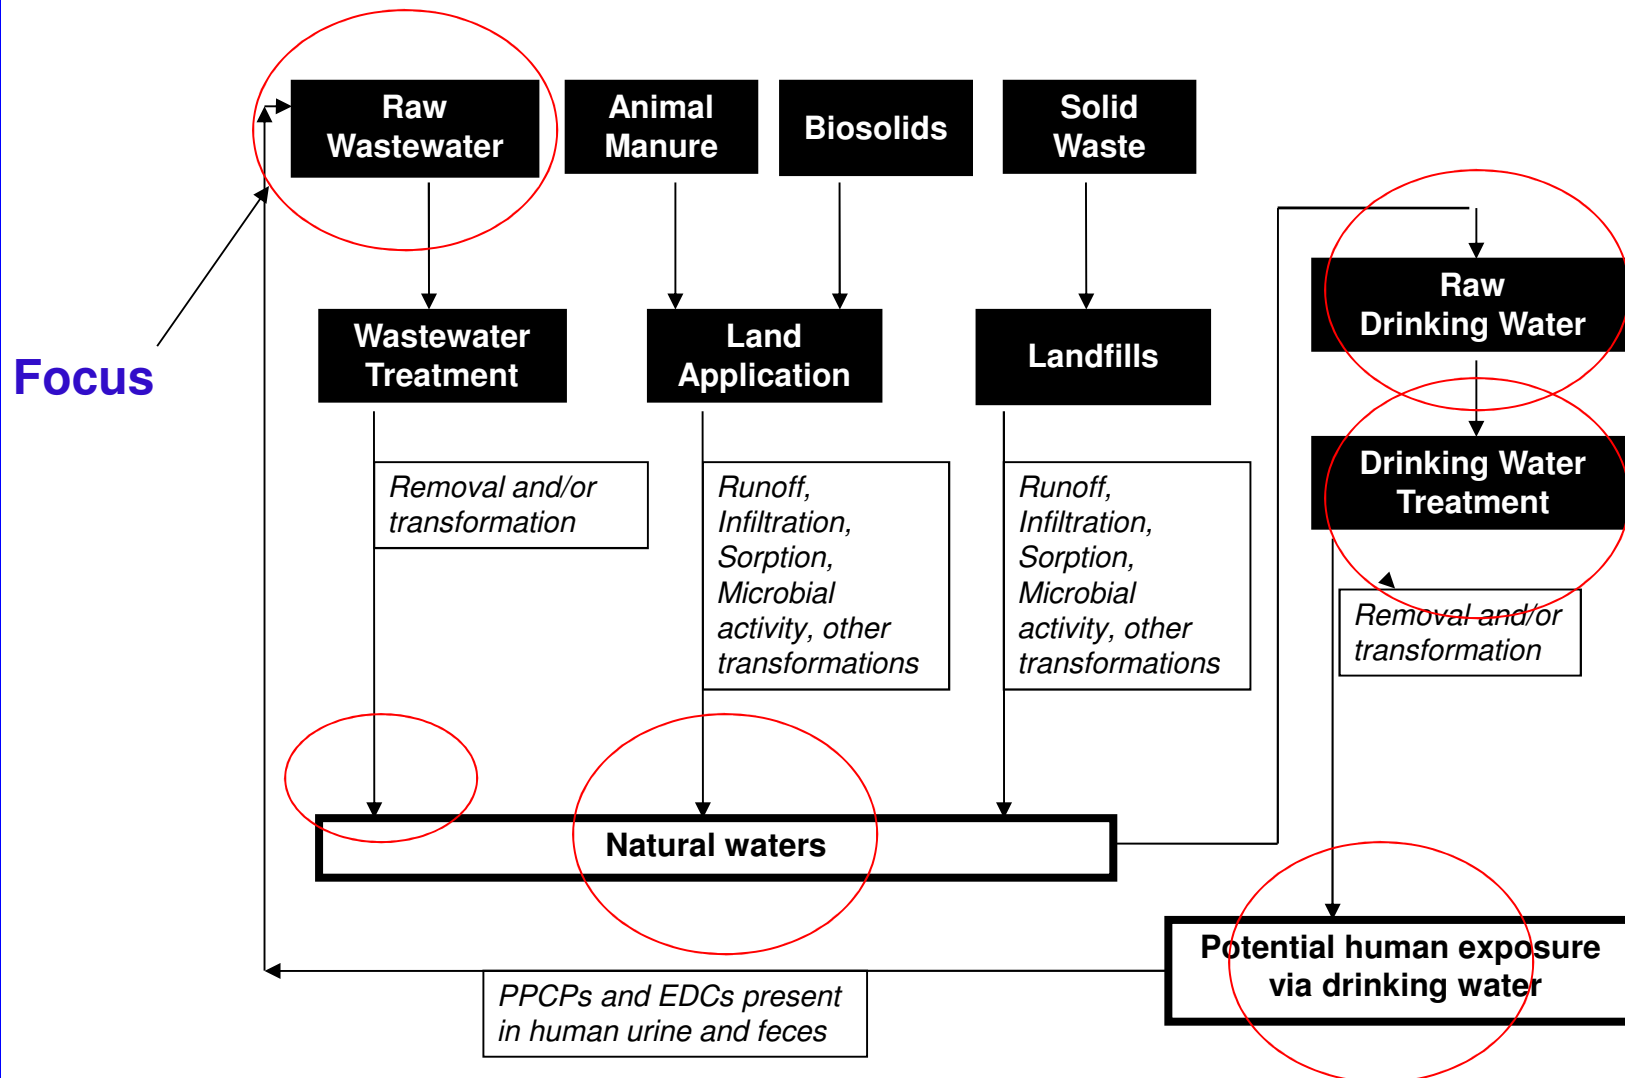 Raw
Wastewater
Animal
Manure
Biosolids
Solid
Waste
Raw
Drinking Water
Wastewater
Treatment
Land
Application
Landfills
Focus
Drinking Water
Treatment
Removal and/or
transformation
Runoff,
Infiltration,
Sorption,
Microbial
activity, other
transformations
Runoff,
Infiltration,
Sorption,
Microbial
activity, other
transformations
Removal and/or
transformation
Natural waters
Potential human exposure
via drinking water
PPCPs and EDCs present
in human urine and feces